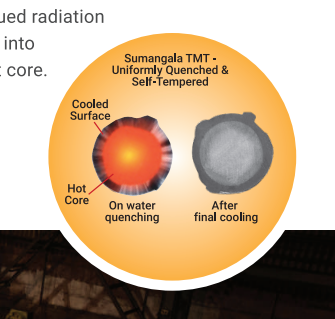 ued radiation
into
t core.
Sumangala TMT -
Uniformly Quenched &
Self-Tempered
Cooled
Surface
Hot
Core
On water
quenching
After
final cooling